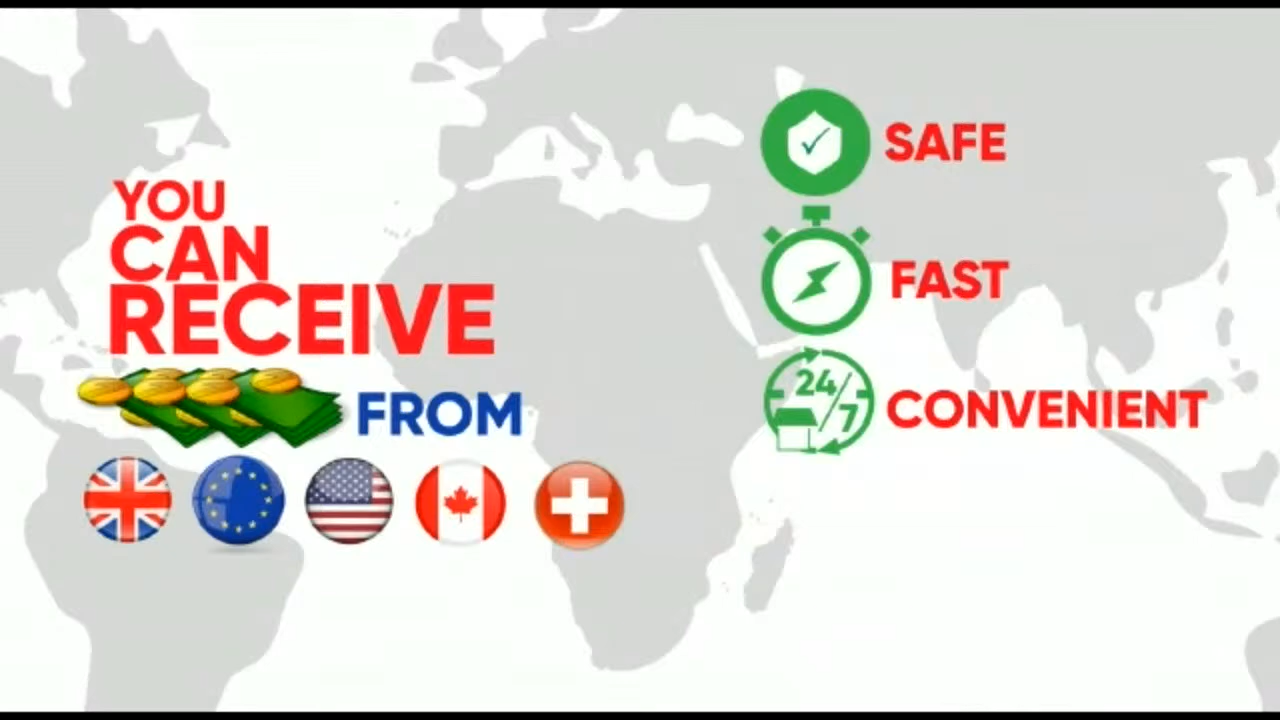 YOU
CAN
RECEIVE
FROM
SAFE
FAST
24/7
CONVENIENT